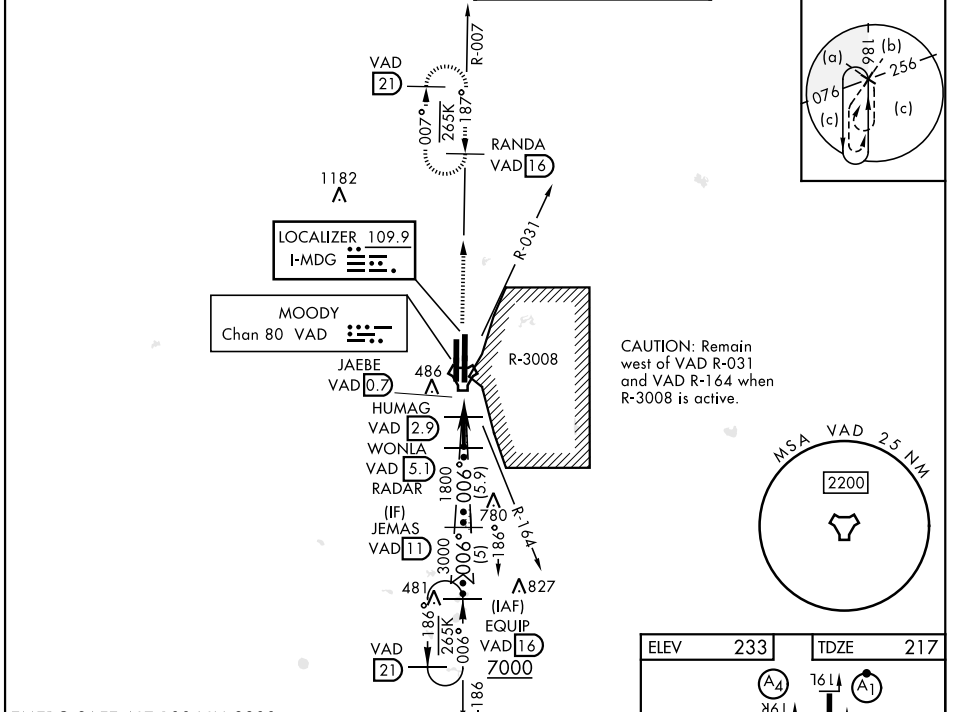 R-007
VAD
21
007°
265K
187°
RANDA
VAD 16
1182
R-031
LOCALIZER 109.9
I-MDG
MOODY
Chan 80 VAD
R-3008
CAUTION: Remain
west of VAD R-031
and VAD R-164 when
R-3008 is active.
JAEBE
VAD 0.7
486
HUMAG
VAD 2.9
WONLA
VAD 5.1
RADAR
1800
006°
(5.9)
(IF)
JEMAS
VAD 11
780
R-164
186°
3000
006°
(5)
481
827
(IAF)
EQUIP
VAD 16
7000
186°
265K
006°
VAD
21
-186
(a)
186
(b)
256
076
(c)
(c)
MSA VAD 25 NM
2200
ELEV 233
TDZE 217
A4
19L
A1
19R